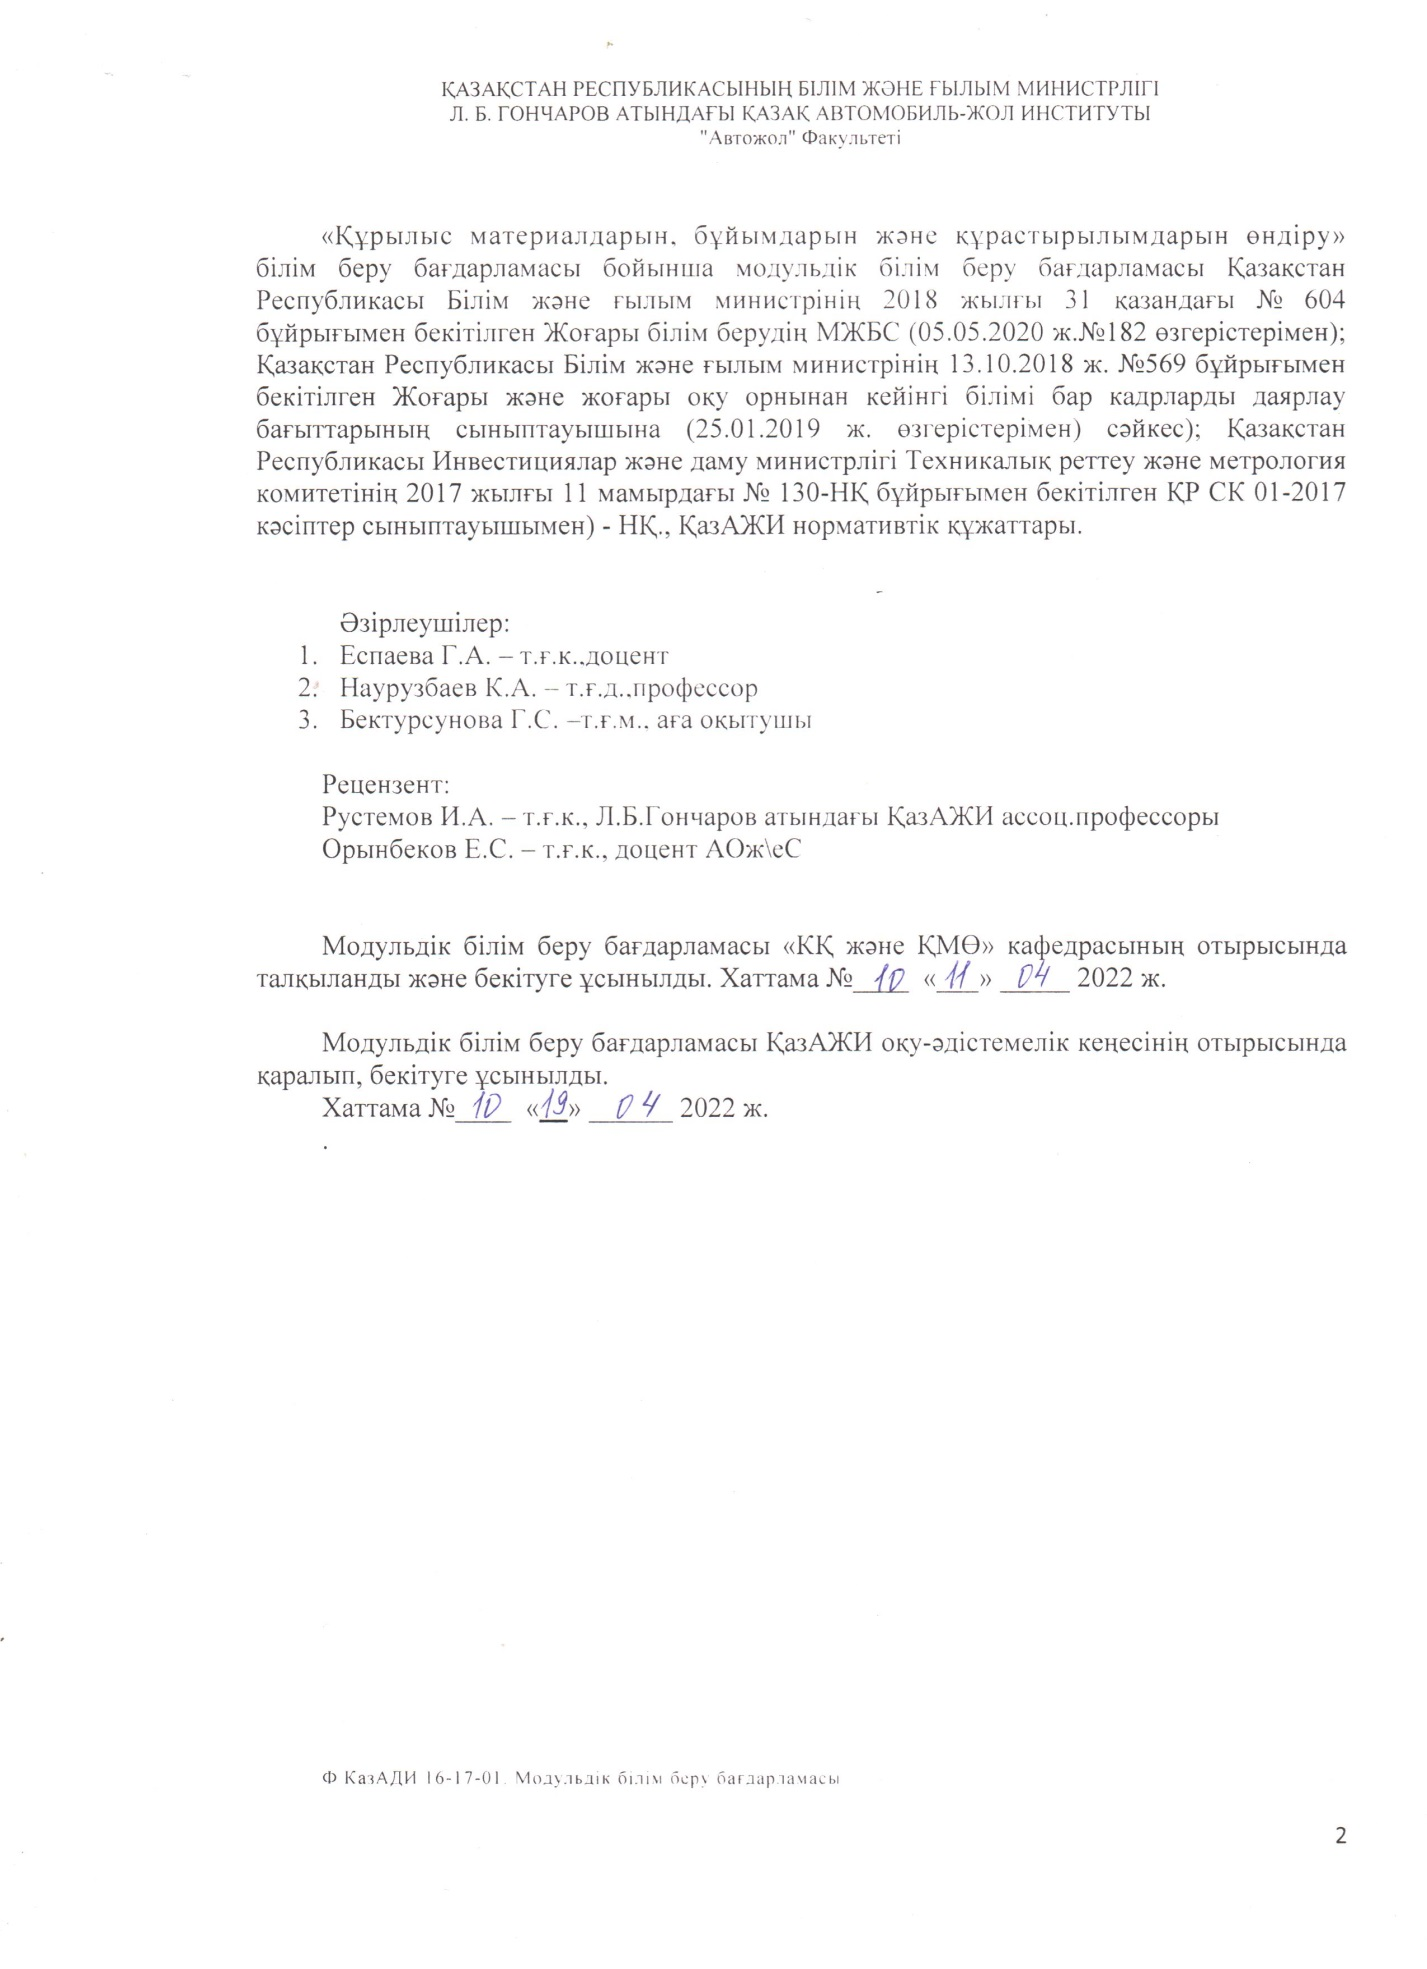 ҚАЗАҚСТАН РЕСПУБЛИКАСЫНЫҢ БІЛІМ ЖӘНЕ ҒЫЛЫМ МИНИСТРЛІГІ
Л. Б. ГОНЧАРОВ АТЫНДАҒЫ ҚАЗАҚ АВТОМОБИЛЬ-ЖОЛ ИНСТИТУТЫ
"Автожол" Факультеті
«Құрылыс материалдарын, бұйымдарын және құрастырылымдарын өндіру»
білім беру бағдарламасы бойынша модульдік білім беру бағдарламасы Қазақстан
Республикасы Білім және ғылым министрінің 2018 жылғы 31 қазандағы № 604
бұйрығымен бекітілген Жоғары білім берудің МЖБС (05.05.2020 ж.№182 өзгерістерімен);
Қазақстан Республикасы Білім және ғылым министрінің 13.10.2018 ж. №569 бұйрығымен
бекітілген Жоғары және жоғары оқу орнынан кейінгі білімі бар кадрларды даярлау
бағыттарының сыныптауышына (25.01.2019 ж. өзгерістерімен) сәйкес); Қазақстан
Республикасы Инвестициялар және даму министрлігі Техникалық реттеу және метрология
комитетінің 2017 жылғы 11 мамырдағы № 130-НҚ бұйрығымен бекітілген ҚР СК 01-2017
кәсіптер сыныптауышымен) - НҚ., ҚазАЖИ нормативтік құжаттары.
Әзірлеушілер:
1. Еспаева Г.А. – т.ғ.к.,доцент
2. Наурузбаев К.А. – т.ғ.д.,профессор
3. Бектурсунова Г.С. –т.ғ.м., аға оқытушы
Рецензент:
Рустемов И.А. – т.ғ.к., Л.Б.Гончаров атындағы ҚазАЖИ ассоц.профессоры
Орынбеков Е.С. – т.ғ.к., доцент АОж\еС
Модульдік білім беру бағдарламасы «КҚ және ҚМӨ» кафедрасының отырысында
талқыланды және бекітуге ұсынылды. Хаттама №_10_ «_11_» _04_ 2022 ж.
Модульдік білім беру бағдарламасы ҚазАЖИ оқу-әдістемелік кеңесінің отырысында
қаралып, бекітуге ұсынылды.
Хаттама №_10_ «19» _04_ 2022 ж.
.
Ф КазАДИ 16-17-01. Модульдік білім беру бағдарламасы
2